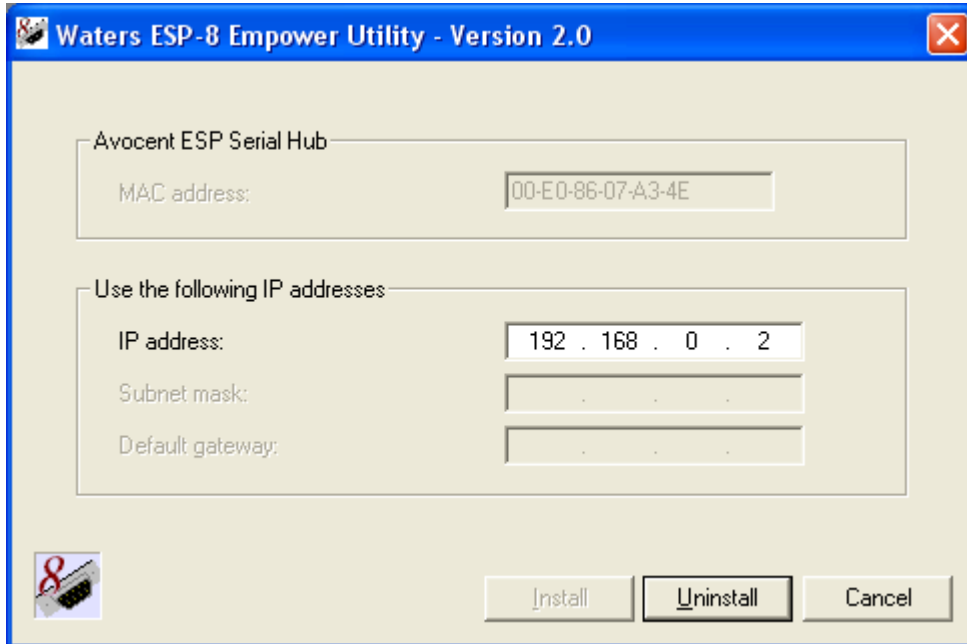 Waters ESP-8 Empower Utility - Version 2.0
Avocent ESP Serial Hub
MAC address: 00-E0-86-07-A3-4E
Use the following IP addresses
IP address: 192 . 168 . 0 . 2
Subnet mask: . . .
Default gateway: . . .
8
Install Uninstall Cancel